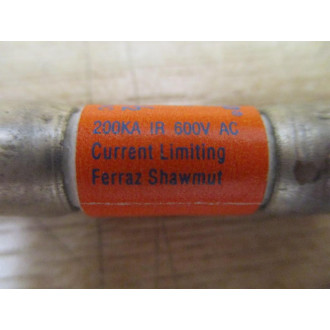 200KA IR 600V AC
Current Limiting
Ferraz Shawmut